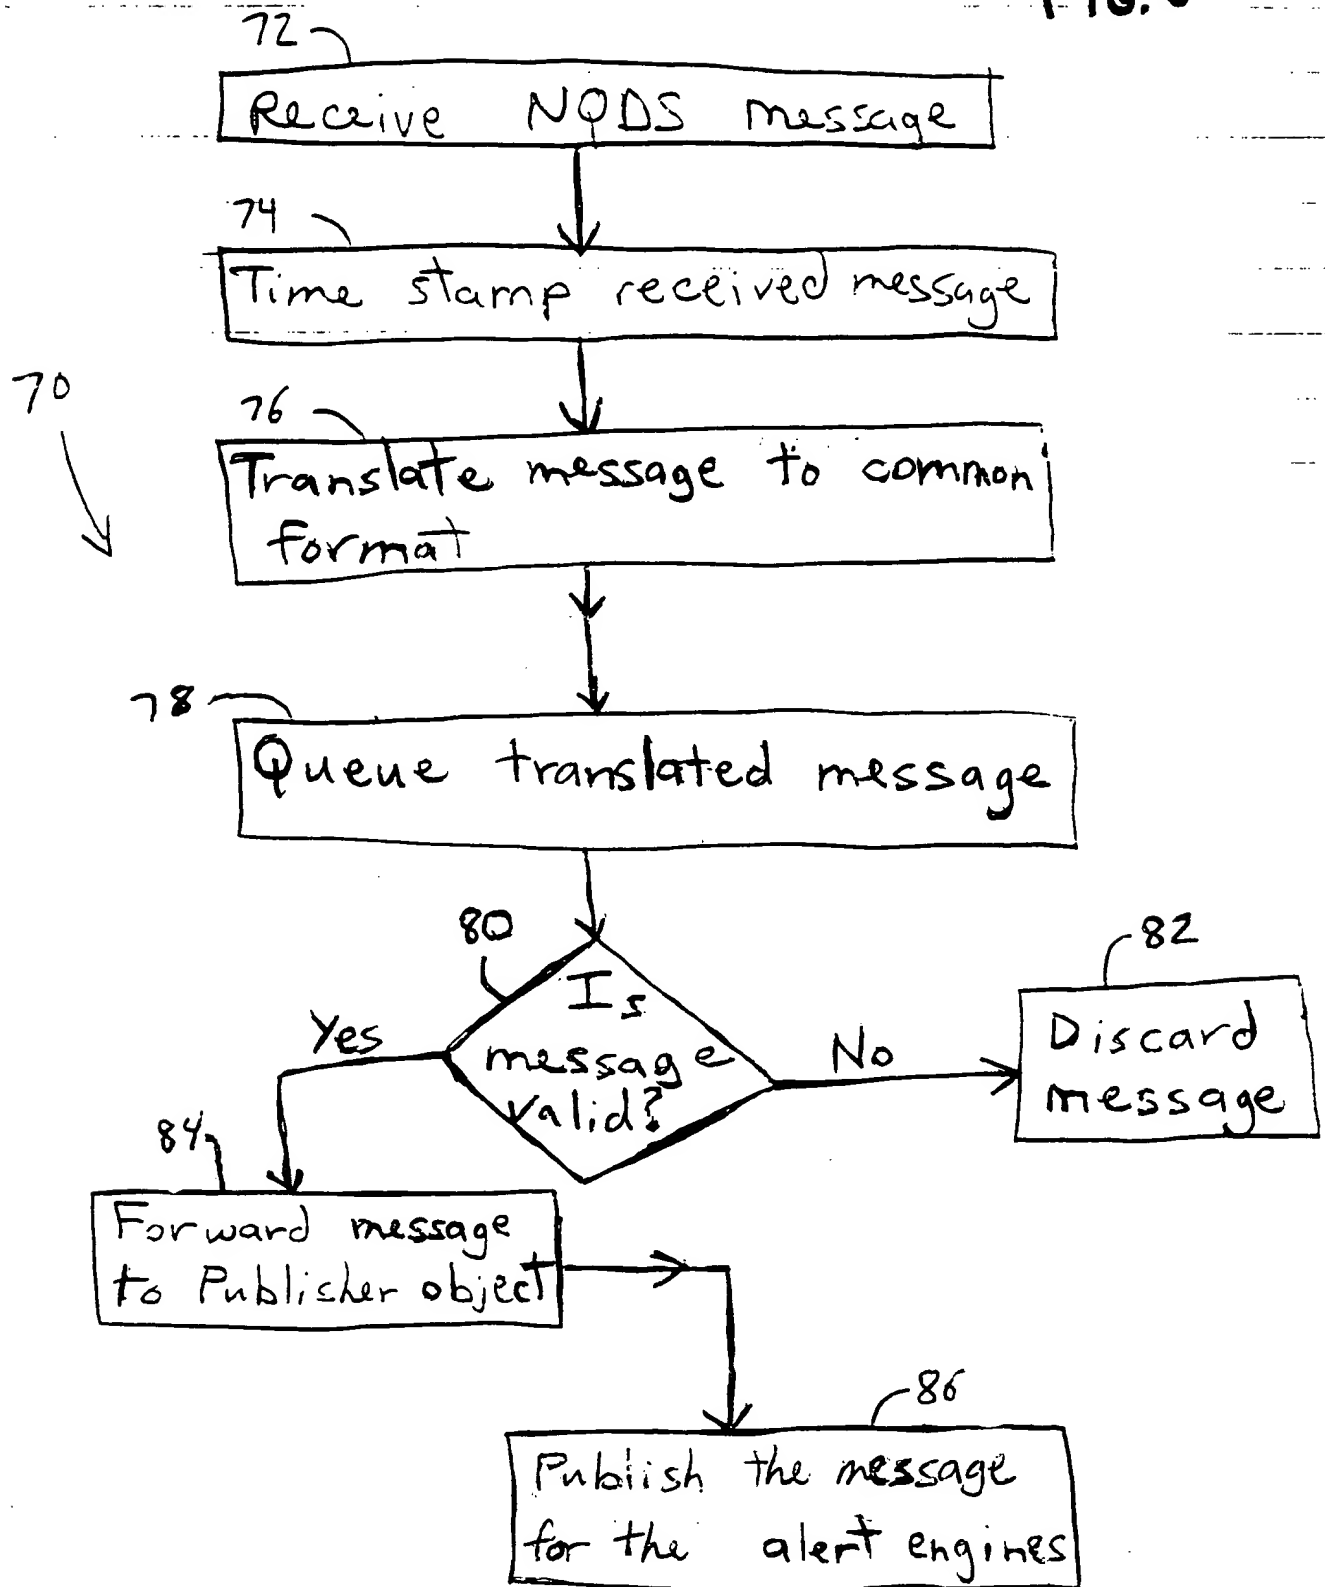 72
Receive NQDS message
74
Time stamp received message
70
76
Translate message to common
format
78
Queue translated message
80
Is
message
valid?
Yes
No
82
Discard
message
84
Forward message
to Publisher object
86
Publish the message
for the alert engines